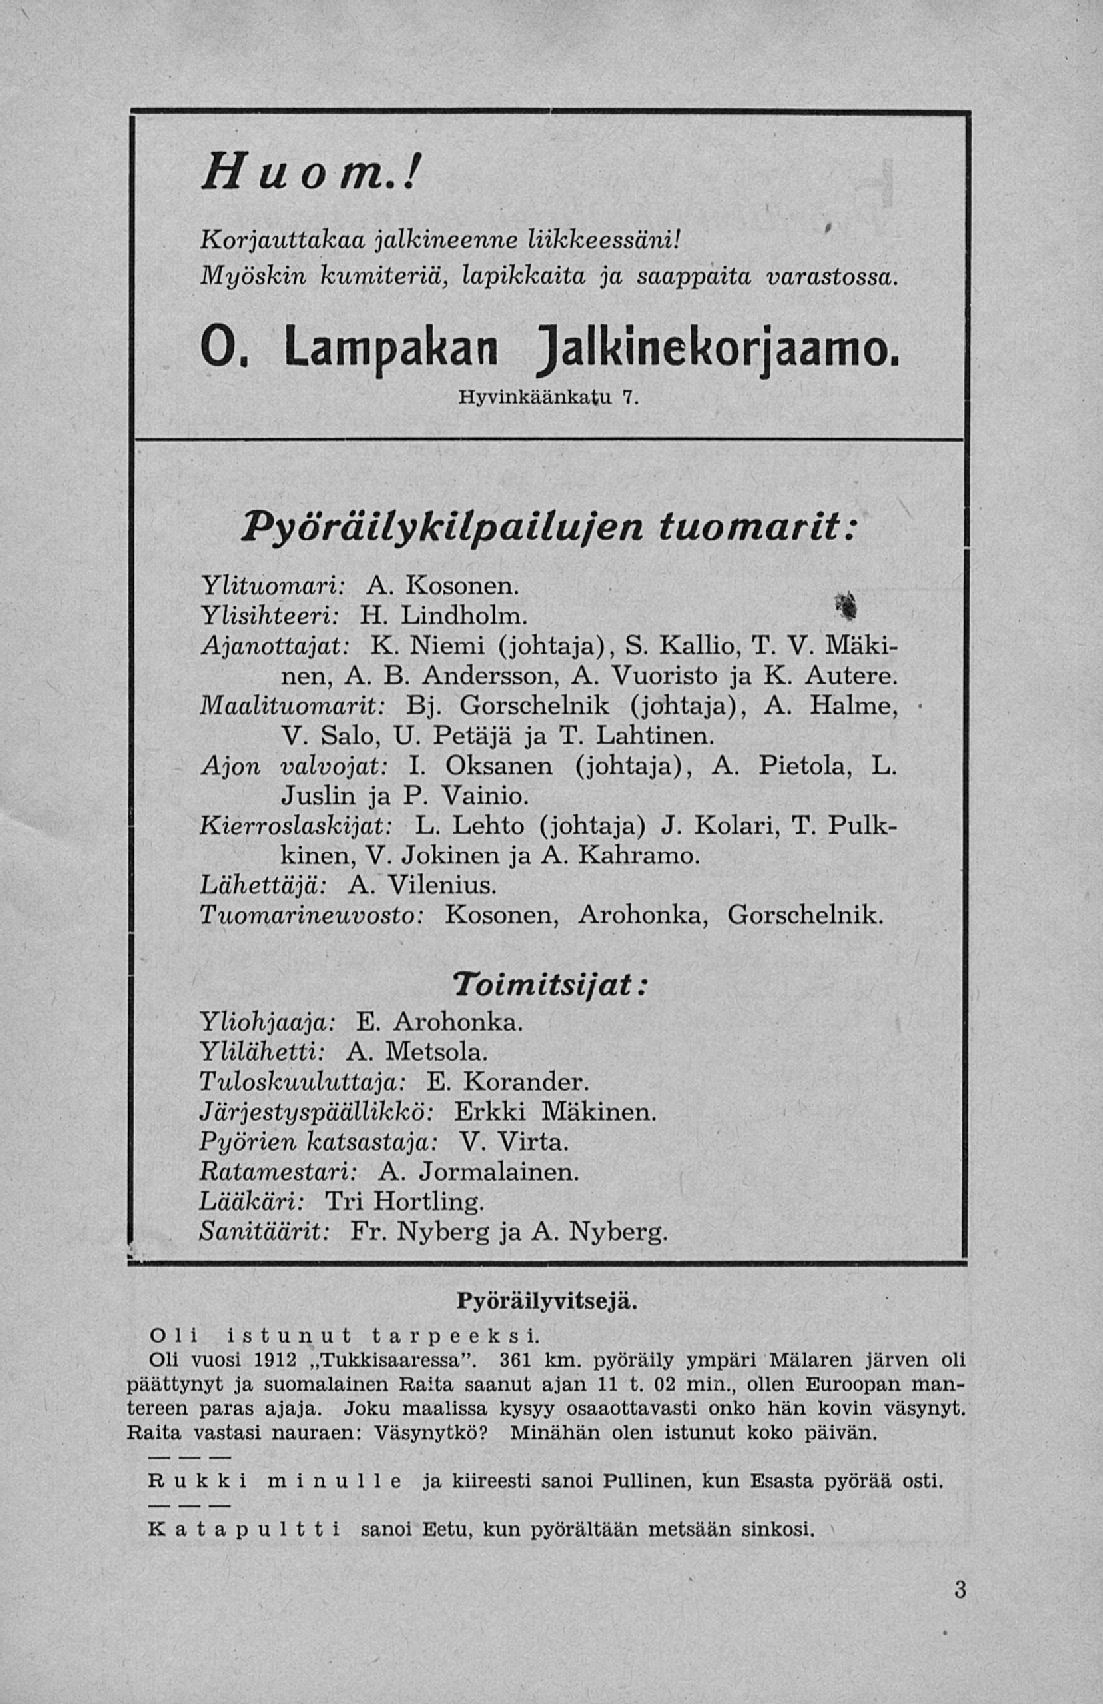 Huom.!
Korjauttakaa jalkineenne liikkeessäni!
Myöskin kumiteriä, lapikkaita ja saappaita varastossa.
O. Lampakan Jalkinekorjaamo.
Hyvinkäänkatu 7.
Pyöräilykilpailujen tuomarit:
Ylituomari: A. Kosonen.
Ylisihteeri: H. Lindholm.
Ajanottajat: K. Niemi (johtaja), S. Kallio, T. V. Mäki-
nen, A. B. Andersson, A. Vuoristo ja K. Autere.
Maalituomarit: Bj. Gorschelnik (johtaja), A. Halme,
V. Salo, U. Petäjä ja T. Lahtinen.
Ajon valvojat: I. Oksanen (johtaja), A. Pietola, L.
Juslin ja P. Vainio.
Kierroslaskijat: L. Lehto (johtaja) J. Kolari, T. Pulk-
kinen, V. Jokinen ja A. Kahramo.
Lähettäjä: A. Vilenius.
Tuomarineuvosto: Kosonen, Arohonka, Gorschelnik.
Toimitsijat:
Yliohjaaja: E. Arohonka.
Ylilähetti: A. Metsola.
Tuloskuuluttaja: E. Korander.
Järjestyspäällikkö: Erkki Mäkinen.
Pyörien katsastaja: V. Virta.
Ratamestari: A. Jormalainen.
Lääkäri: Tri Hortling.
Sanitäärit: Fr. Nyberg ja A. Nyberg.
Pyöräilyvitsejä.
Oli istunut tarpeeksi.
Oli vuosi 1912 „Tukkisaaressa”. 361 km. pyöräily ympäri Mälaren järven oli
päättynyt ja suomalainen Raita saanut ajan 11 t. 02 min., ollen Euroopan man-
tereen paras ajaja. Joku maalissa kysyy osaaottavasti onko hän kovin väsynyt.
Raita vastasi nauraen: Väsynytkö? Minähän olen istunut koko päivän.
— — —
Rukki minulle ja kiireesti sanoi Pullinen, kun Esasta pyörää osti.
— — —
Katapultti sanoi Eetu, kun pyörältään metsään sinkosi.
3